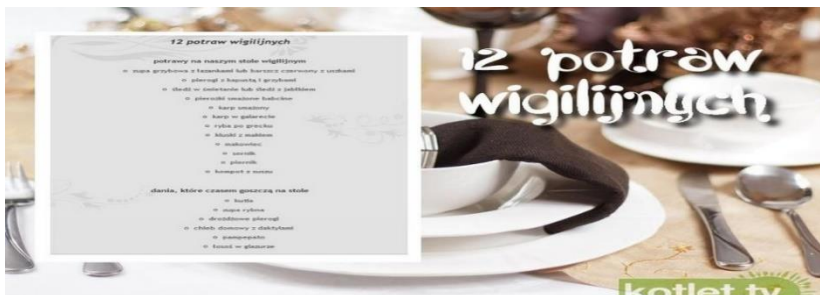 12 potraw wigilijnych
potrawy na naszym stole wigilijnym
zupa grzybowa z łazankami lub barszcz czerwony z uszkami
pierogi z kapustą i grzybami
śledź w śmietanie lub śledź z jabłkiem
pierożki smażone babcine
karp smażony
karp w galarecie
ryba po grecku
kluski z makiem
makowiec
sernik
piernik
kompot z suszu
dania, które czasem goszczą na stole
kutia
zupa rybna
drożdżowe pierogi
chleb domowy z daktylami
pampepato
łosoś w glazurze
12 potraw
wigilijnych
kotlet.tv